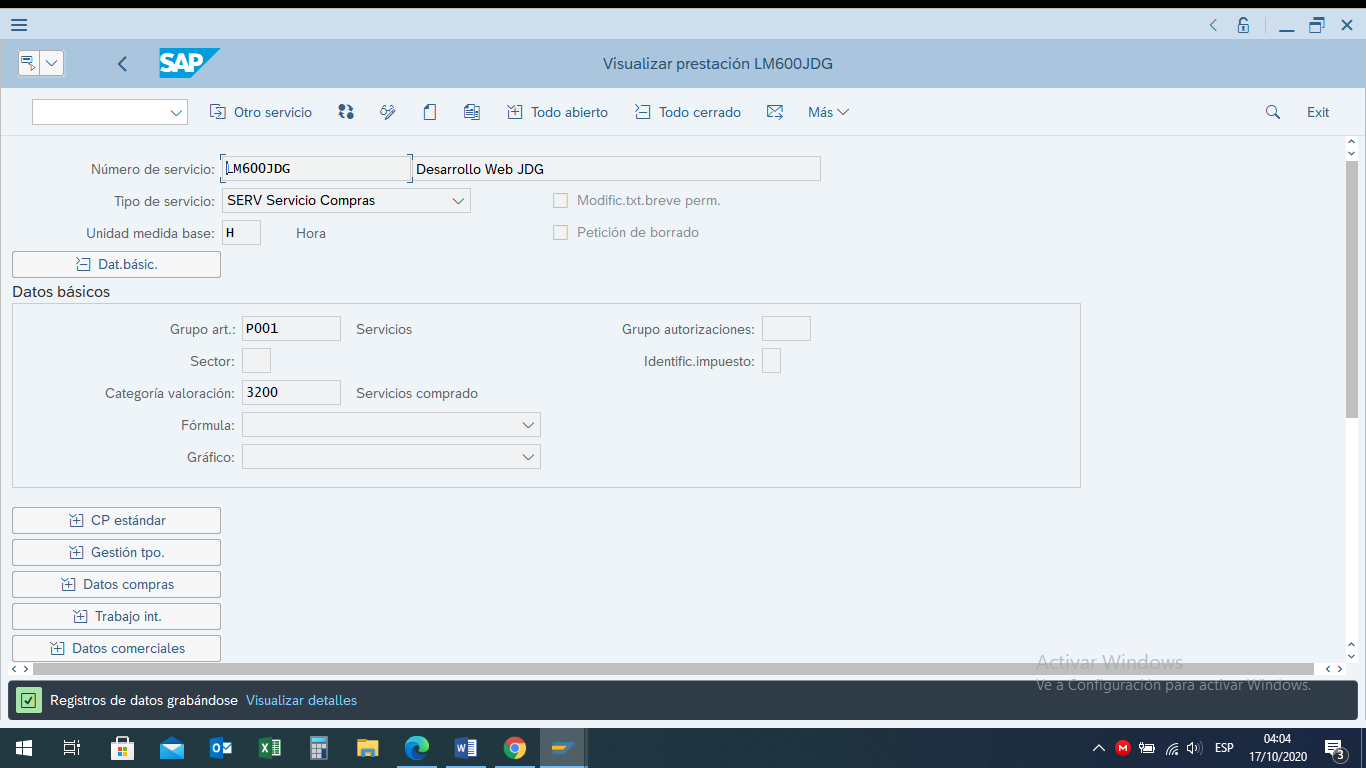 SAP
Visualizar prestación LM600JDG
Otro servicio
Todo abierto
Todo cerrado
Más
Exit
Número de servicio: LM600JDG Desarrollo Web JDG
Tipo de servicio: SERV Servicio Compras Modific.txt.breve perm.
Unidad medida base: H Hora Petición de borrado
Dat.básic.
Datos básicos
Grupo art.: P001 Servicios Grupo autorizaciones:
Sector: Identific.impuesto:
Categoría valoración: 3200 Servicios comprado
Fórmula:
Gráfico:
CP estándar
Gestión tpo.
Datos compras
Trabajo int.
Datos comerciales
Activar Windows
Ve a Configuración para activar Windows.
Registros de datos grabándose Visualizar detalles
ESP
04:04
17/10/2020
3